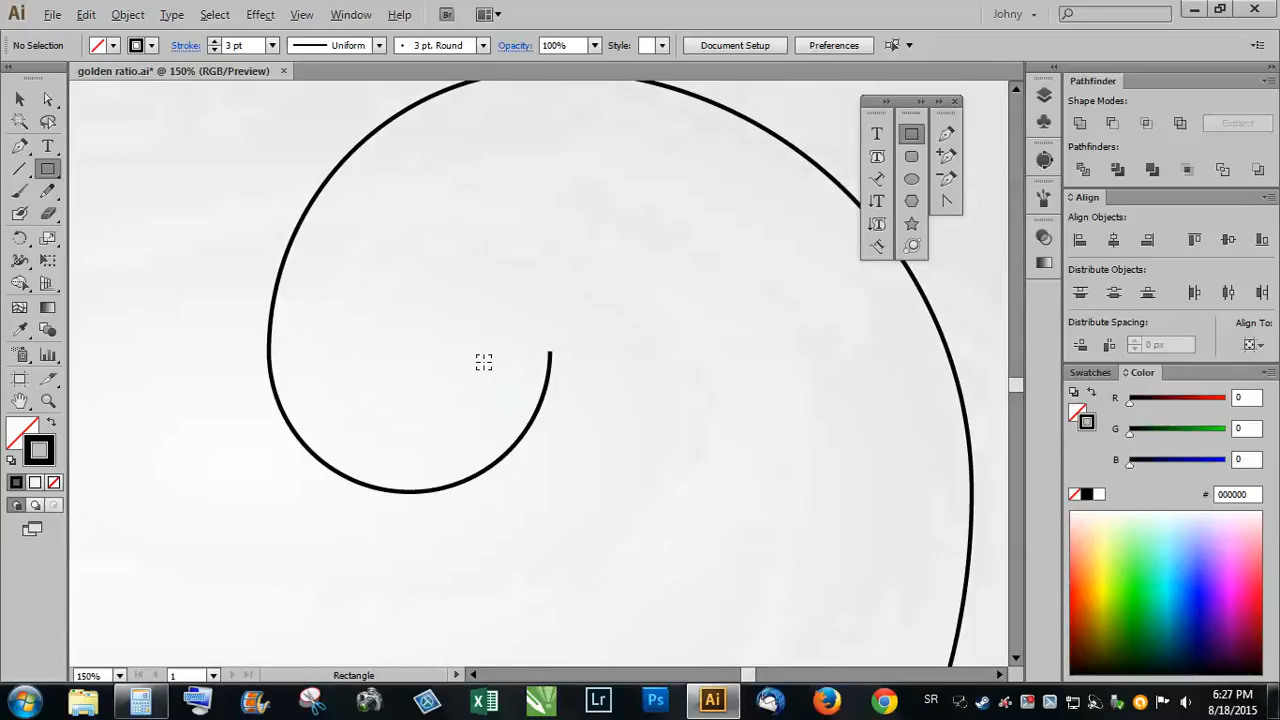 Ai File Edit Object Type Select Effect View Window Help Br Johny
No Selection Stroke: 3 pt Uniform 3 pt. Round Opacity: 100% Style: Document Setup Preferences
golden ratio.ai* @ 150% (RGB/Preview)
Pathfinder
Shape Modes:
Expand
Pathfinders:
Align
Align Objects:
Distribute Objects:
Distribute Spacing: Align To:
0 px
Swatches Color
R 0
G 0
B 0
# 000000
150% 1 Rectangle
Lr Ps Ai SR 6:27 PM
8/18/2015